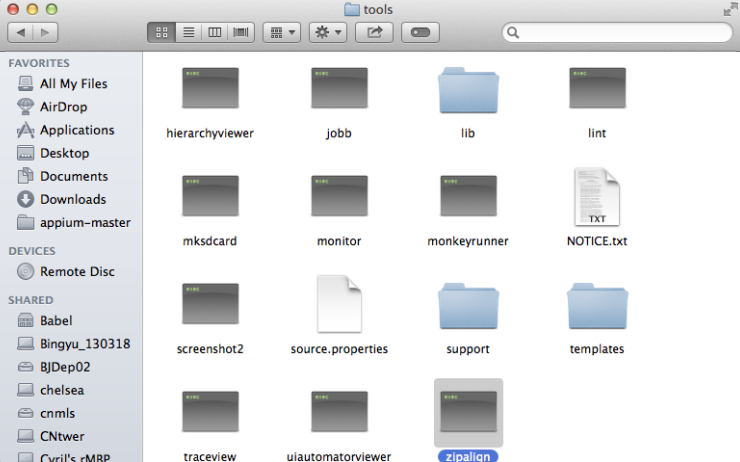 tools
FAVORITES
All My Files
AirDrop
Applications
Desktop
Documents
Downloads
appium-master
DEVICES
Remote Disc
SHARED
Babel
Bingyu_130318
BJDep02
chelsea
cnmls
CNtwer
Cyril's rMBP
exec exec exec
hierarchyviewer jobb lib lint
exec exec exec TXT
mksdcard monitor monkeyrunner NOTICE.txt
exec
screenshot2 source.properties support templates
exec exec exec
traceview uiautomatorviewer zipalign